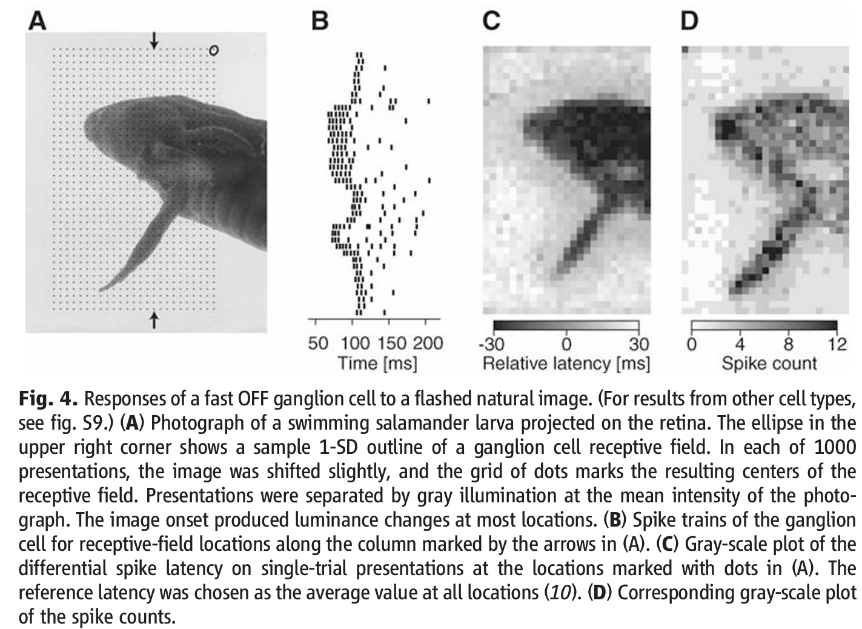 A
B
C
D
50 100 150 200
Time [ms]
-30 0 30
Relative latency [ms]
0 4 8 12
Spike count
Fig. 4. Responses of a fast OFF ganglion cell to a flashed natural image. (For results from other cell types,
see fig. S9.) (A) Photograph of a swimming salamander larva projected on the retina. The ellipse in the
upper right corner shows a sample 1-SD outline of a ganglion cell receptive field. In each of 1000
presentations, the image was shifted slightly, and the grid of dots marks the resulting centers of the
receptive field. Presentations were separated by gray illumination at the mean intensity of the photo-
graph. The image onset produced luminance changes at most locations. (B) Spike trains of the ganglion
cell for receptive-field locations along the column marked by the arrows in (A). (C) Gray-scale plot of the
differential spike latency on single-trial presentations at the locations marked with dots in (A). The
reference latency was chosen as the average value at all locations (10). (D) Corresponding gray-scale plot
of the spike counts.